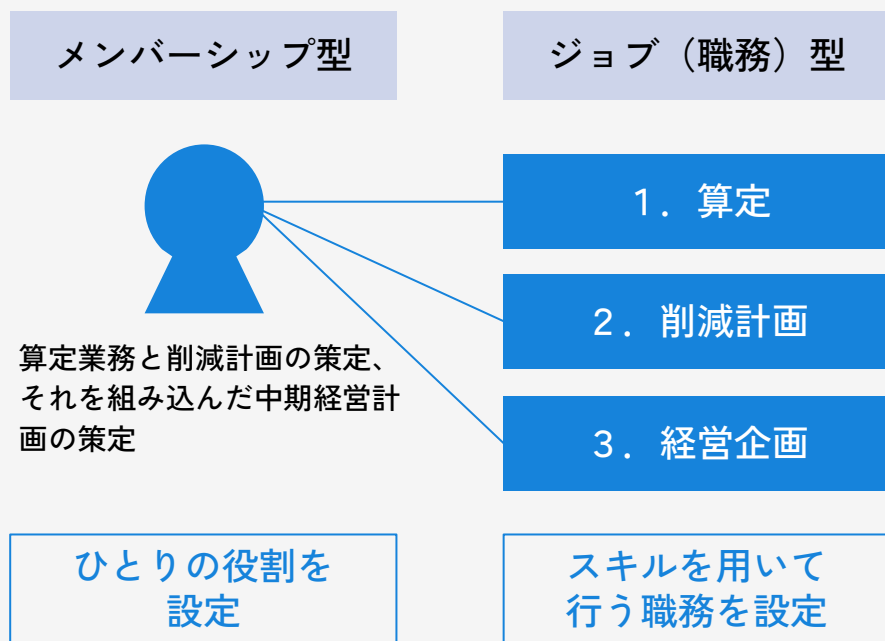 メンバーシップ型
ジョブ（職務）型
１．算定
２．削減計画
３．経営企画
算定業務と削減計画の策定、
それを組み込んだ中期経営計
画の策定
ひとりの役割を
設定
スキルを用いて
行う職務を設定